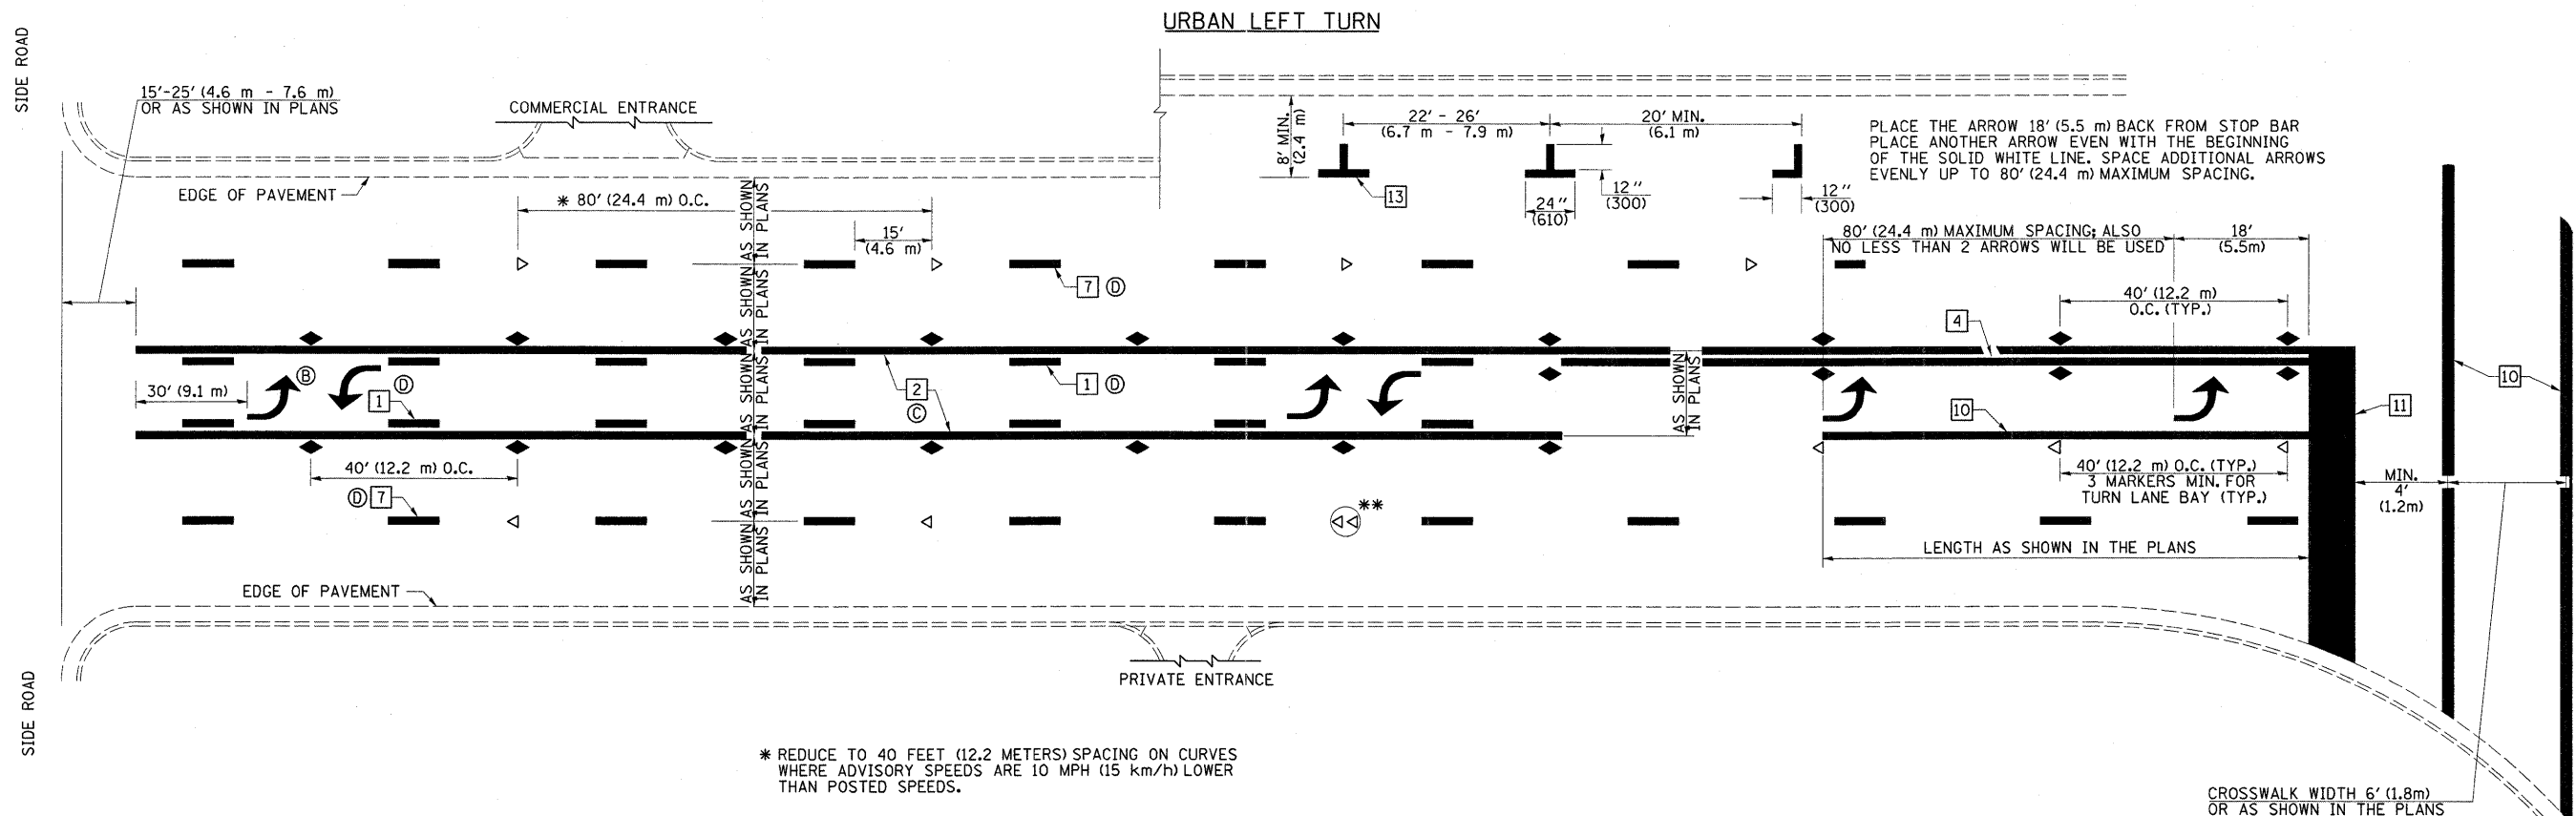 URBAN LEFT TURN
SIDE ROAD
15'-25' (4.6 m - 7.6 m)
OR AS SHOWN IN PLANS
COMMERCIAL ENTRANCE
EDGE OF PAVEMENT
* 80' (24.4 m) O.C.
15'
(4.6 m)
8' MIN.
(2.4 m)
22' - 26'
(6.7 m - 7.9 m)
20' MIN.
(6.1 m)
13
24"
(610)
12"
(300)
12"
(300)
PLACE THE ARROW 18' (5.5 m) BACK FROM STOP BAR
PLACE ANOTHER ARROW EVEN WITH THE BEGINNING
OF THE SOLID WHITE LINE. SPACE ADDITIONAL ARROWS
EVENLY UP TO 80' (24.4 m) MAXIMUM SPACING.
80' (24.4 m) MAXIMUM SPACING; ALSO
NO LESS THAN 2 ARROWS WILL BE USED
18'
(5.5m)
7 D
40' (12.2 m)
O.C. (TYP.)
4
AS SHOWN
IN PLANS
AS SHOWN
IN PLANS
AS SHOWN
IN PLANS
AS SHOWN
IN PLANS
AS SHOWN
IN PLANS
30' (9.1 m)
B
D
1
1 D
2
C
AS SHOWN
IN PLANS
10
11
10
40' (12.2 m) O.C.
D 7
**
40' (12.2 m) O.C. (TYP.)
3 MARKERS MIN. FOR
TURN LANE BAY (TYP.)
MIN.
4'
(1.2m)
LENGTH AS SHOWN IN THE PLANS
EDGE OF PAVEMENT
SIDE ROAD
PRIVATE ENTRANCE
* REDUCE TO 40 FEET (12.2 METERS) SPACING ON CURVES
WHERE ADVISORY SPEEDS ARE 10 MPH (15 km/h) LOWER
THAN POSTED SPEEDS.
CROSSWALK WIDTH 6' (1.8m)
OR AS SHOWN IN THE PLANS